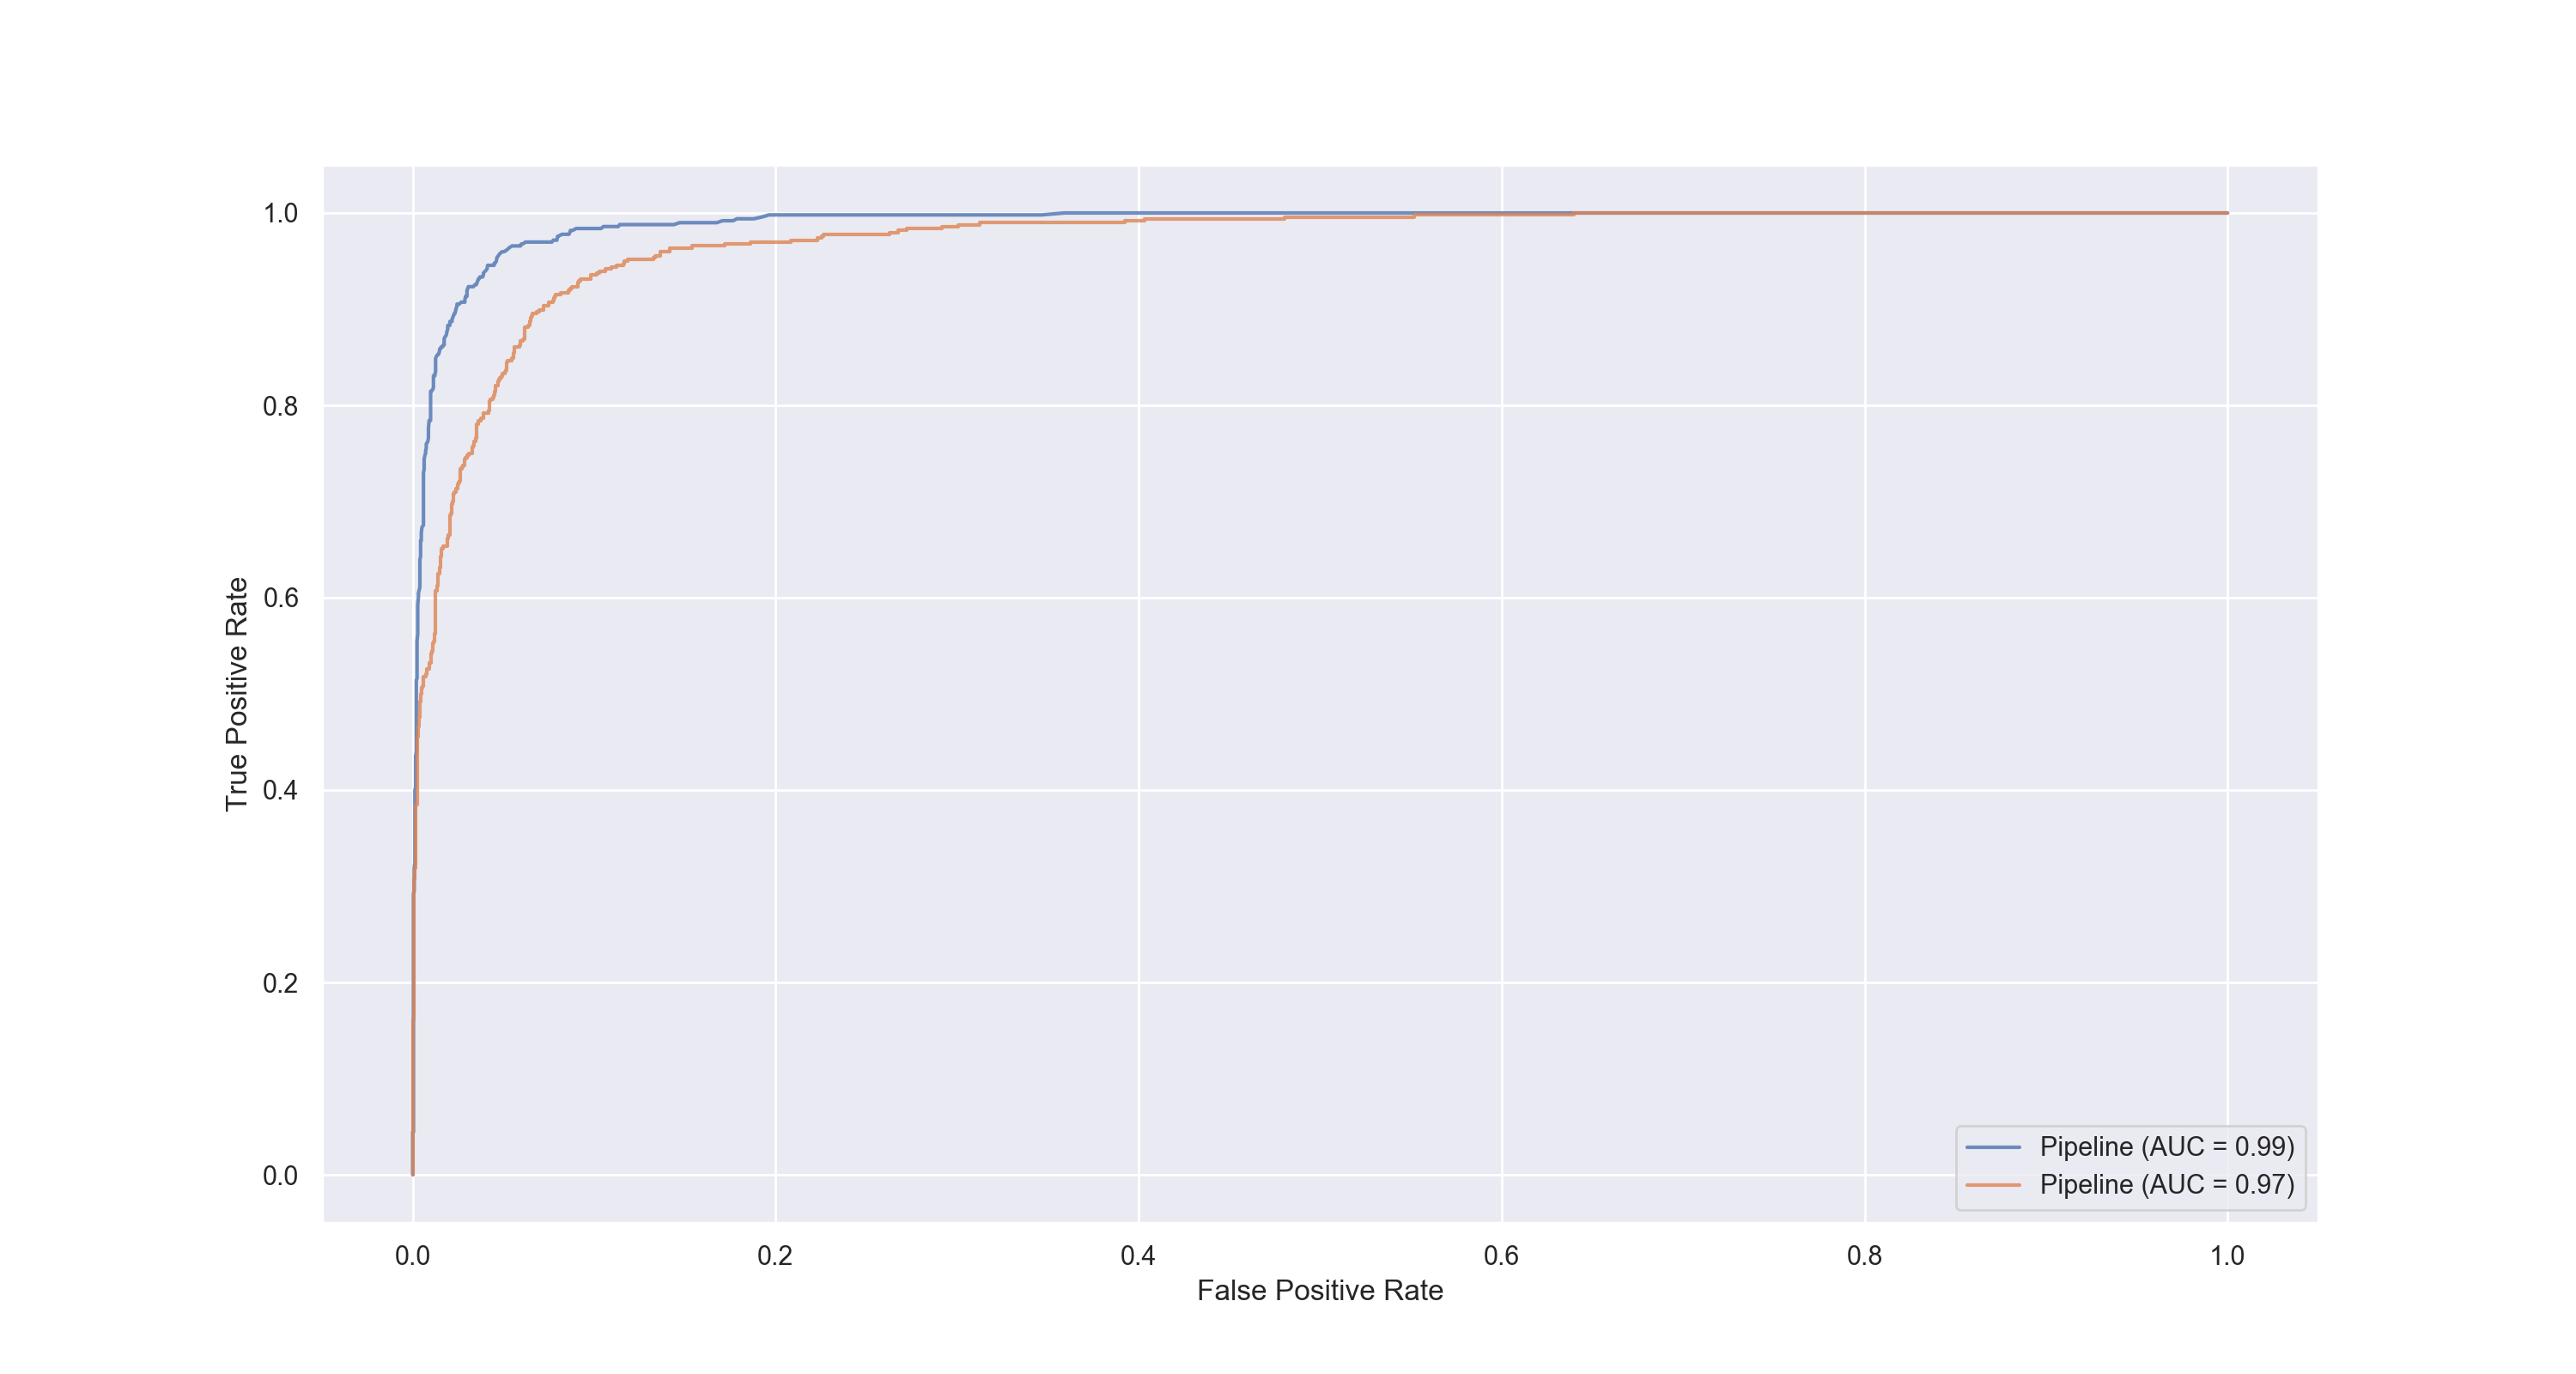 1.0
0.8
0.6
0.4
0.2
0.0
True Positive Rate
0.0 0.2 0.4 0.6 0.8 1.0
False Positive Rate
Pipeline (AUC = 0.99)
Pipeline (AUC = 0.97)